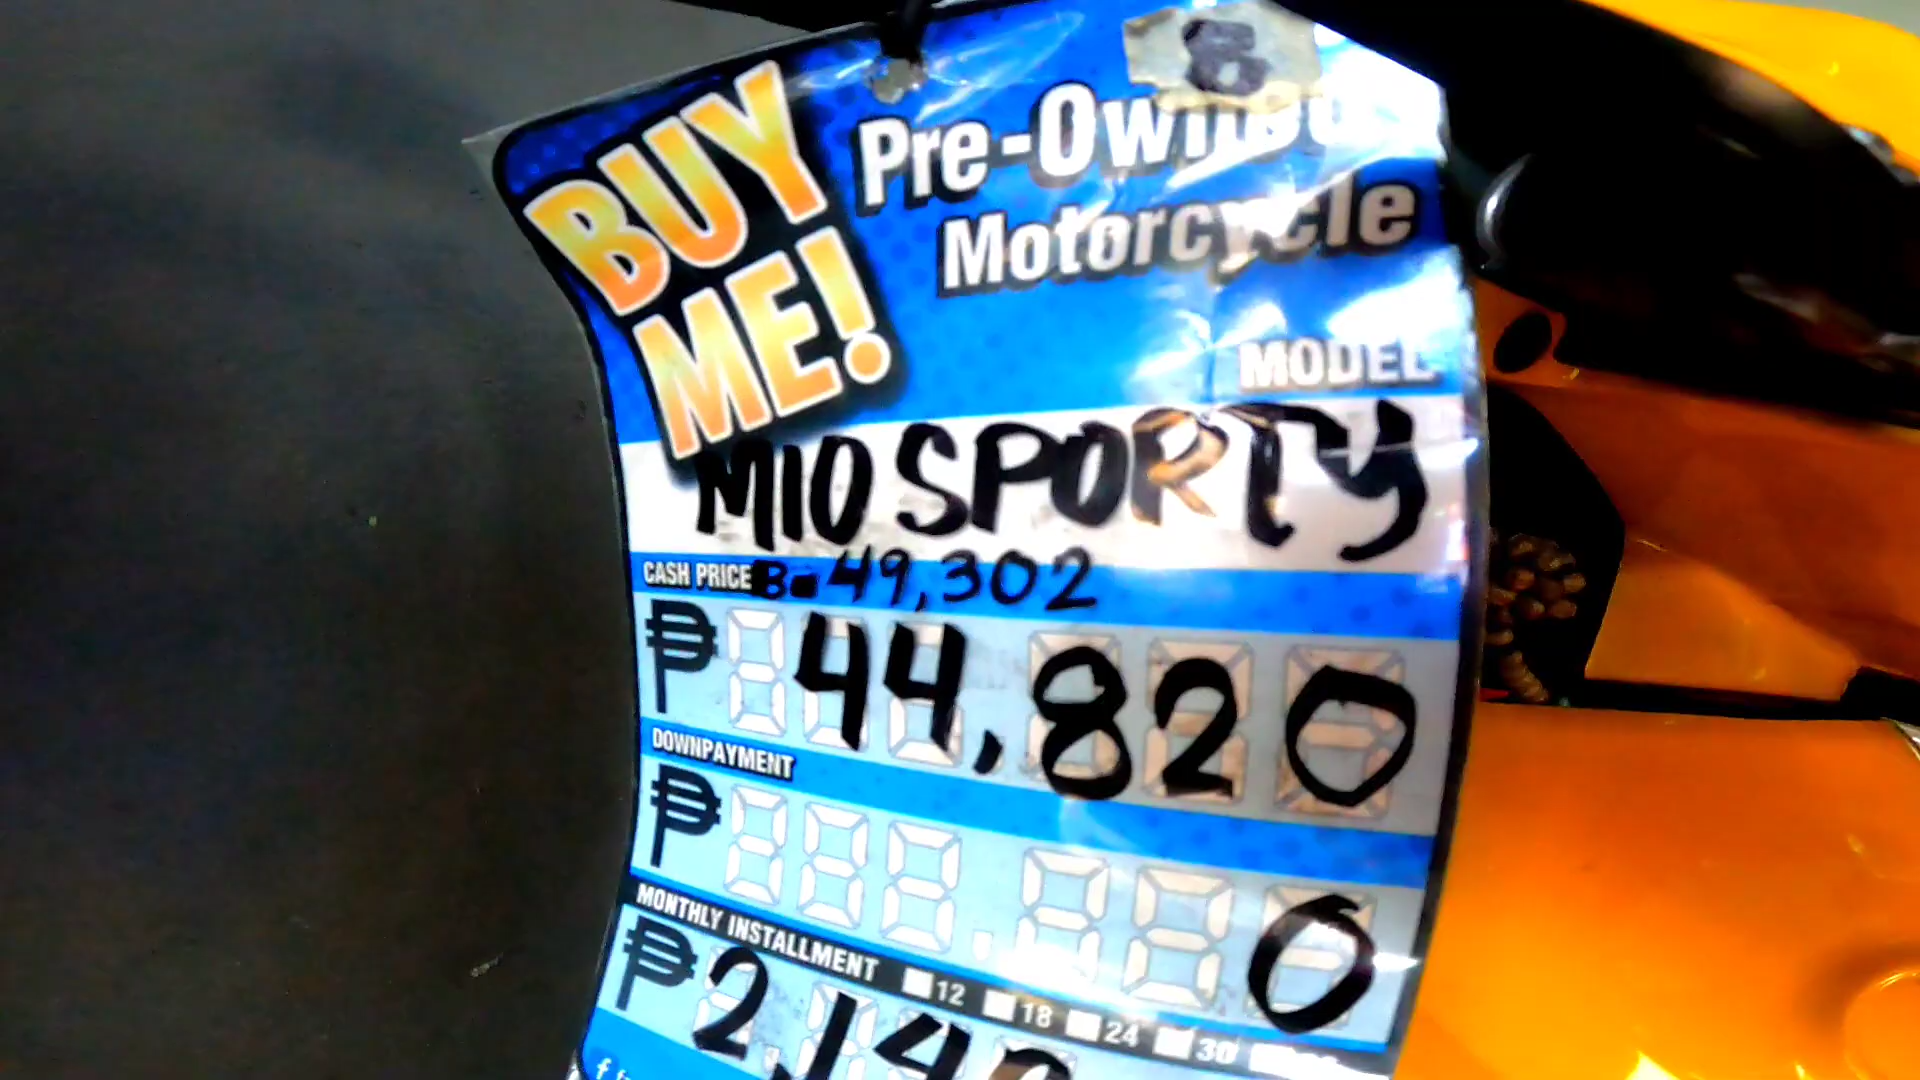 8
BUY
ME!
Pre-Owned
Motorcycle
MODEL
MIO SPORTY
CASH PRICE B- 49,302
₱ 44,820
DOWNPAYMENT
₱ 0
MONTHLY INSTALLMENT 12 18 24 30
₱ 2,14